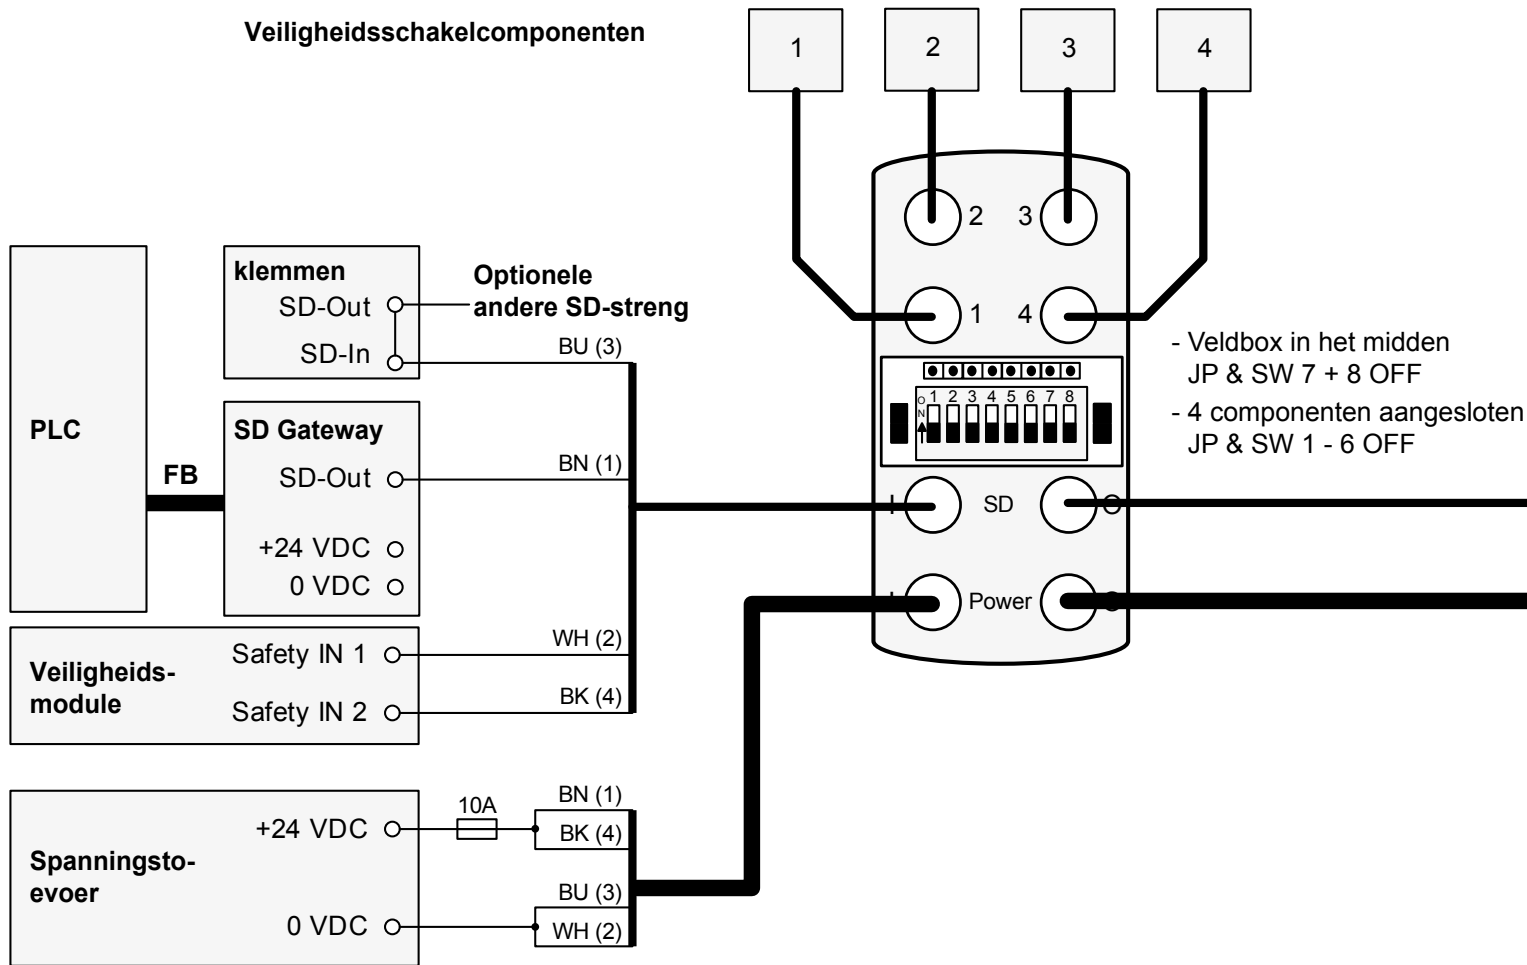 Veiligheidsschakelcomponenten
1
2
3
4
2
3
1
4
klemmen
SD-Out
SD-In
Optionele
andere SD-streng
BU (3)
PLC
FB
SD Gateway
SD-Out
BN (1)
+24 VDC
0 VDC
Veiligheids-
module
Safety IN 1
WH (2)
Safety IN 2
BK (4)
Spanningsto-
evoer
+24 VDC
10A
BN (1)
BK (4)
0 VDC
BU (3)
WH (2)
ON
1 2 3 4 5 6 7 8
I SD O
I Power O
- Veldbox in het midden
JP & SW 7 + 8 OFF
- 4 componenten aangesloten
JP & SW 1 - 6 OFF